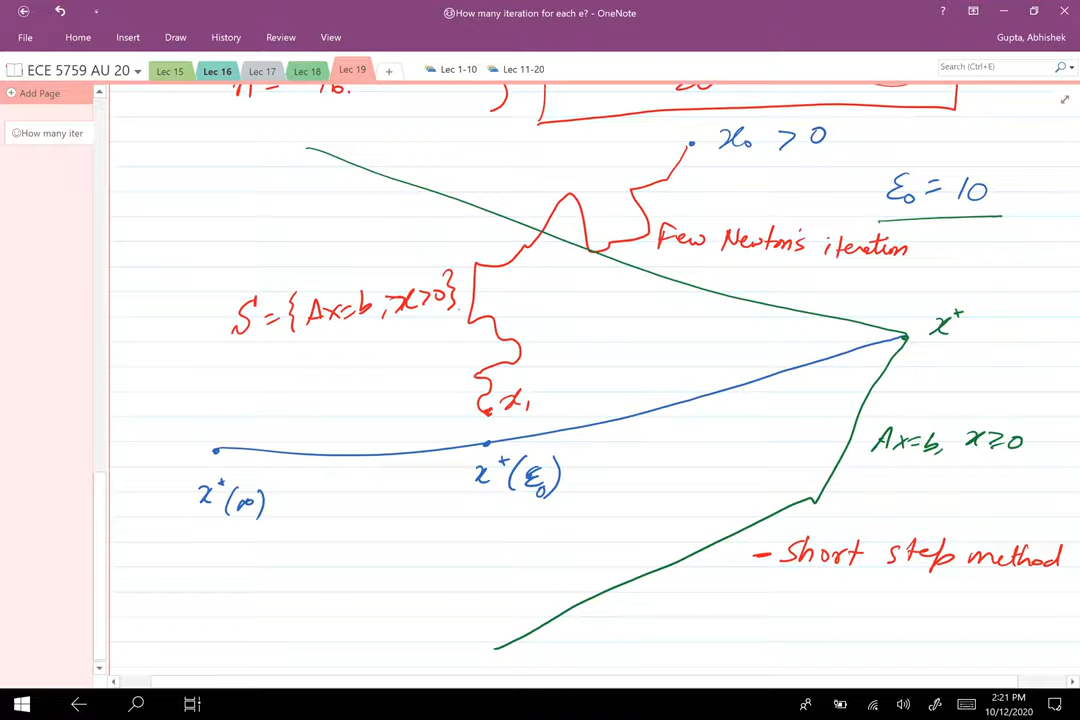 How many iteration for each e? - OneNote
?
File Home Insert Draw History Review View
Gupta, Abhishek
ECE 5759 AU 20
Lec 15 Lec 16 Lec 17 Lec 18 Lec 19 + Lec 1-10 Lec 11-20
Search (Ctrl+E)
Add Page
How many iter
x₀ > 0
ε₀ = 10
Few Newton's iteration
S = {Ax=b, x>0}
x*
x₁
Ax=b, x≥0
x*(ε₀)
x*(∞)
- Short step method
2:21 PM
10/12/2020